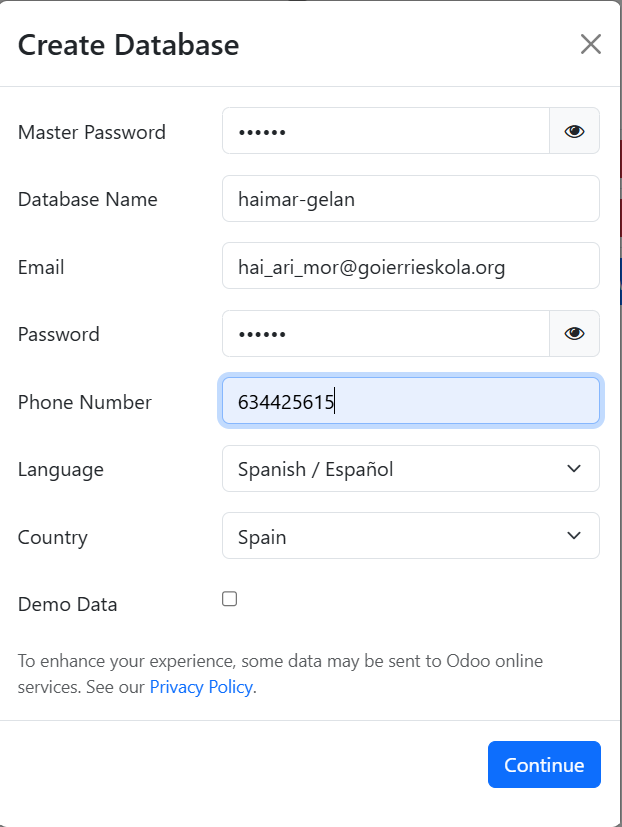 Create Database
Master Password ••••••
Database Name haimar-gelan
Email hai_ari_mor@goierrieskola.org
Password ••••••
Phone Number 634425615
Language Spanish / Español
Country Spain
Demo Data
To enhance your experience, some data may be sent to Odoo online
services. See our Privacy Policy.
Continue